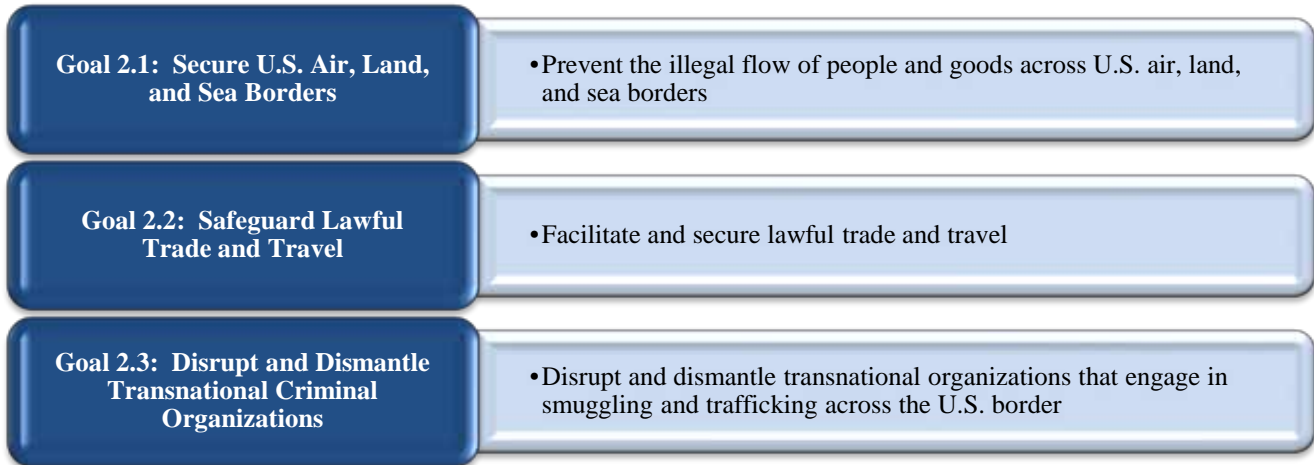 Goal 2.1:  Secure U.S. Air, Land,
and Sea Borders
•Prevent the illegal flow of people and goods across U.S. air, land,
and sea borders
Goal 2.2:  Safeguard Lawful
Trade and Travel
•Facilitate and secure lawful trade and travel
Goal 2.3:  Disrupt and Dismantle
Transnational Criminal
Organizations
•Disrupt and dismantle transnational organizations that engage in
smuggling and trafficking across the U.S. border